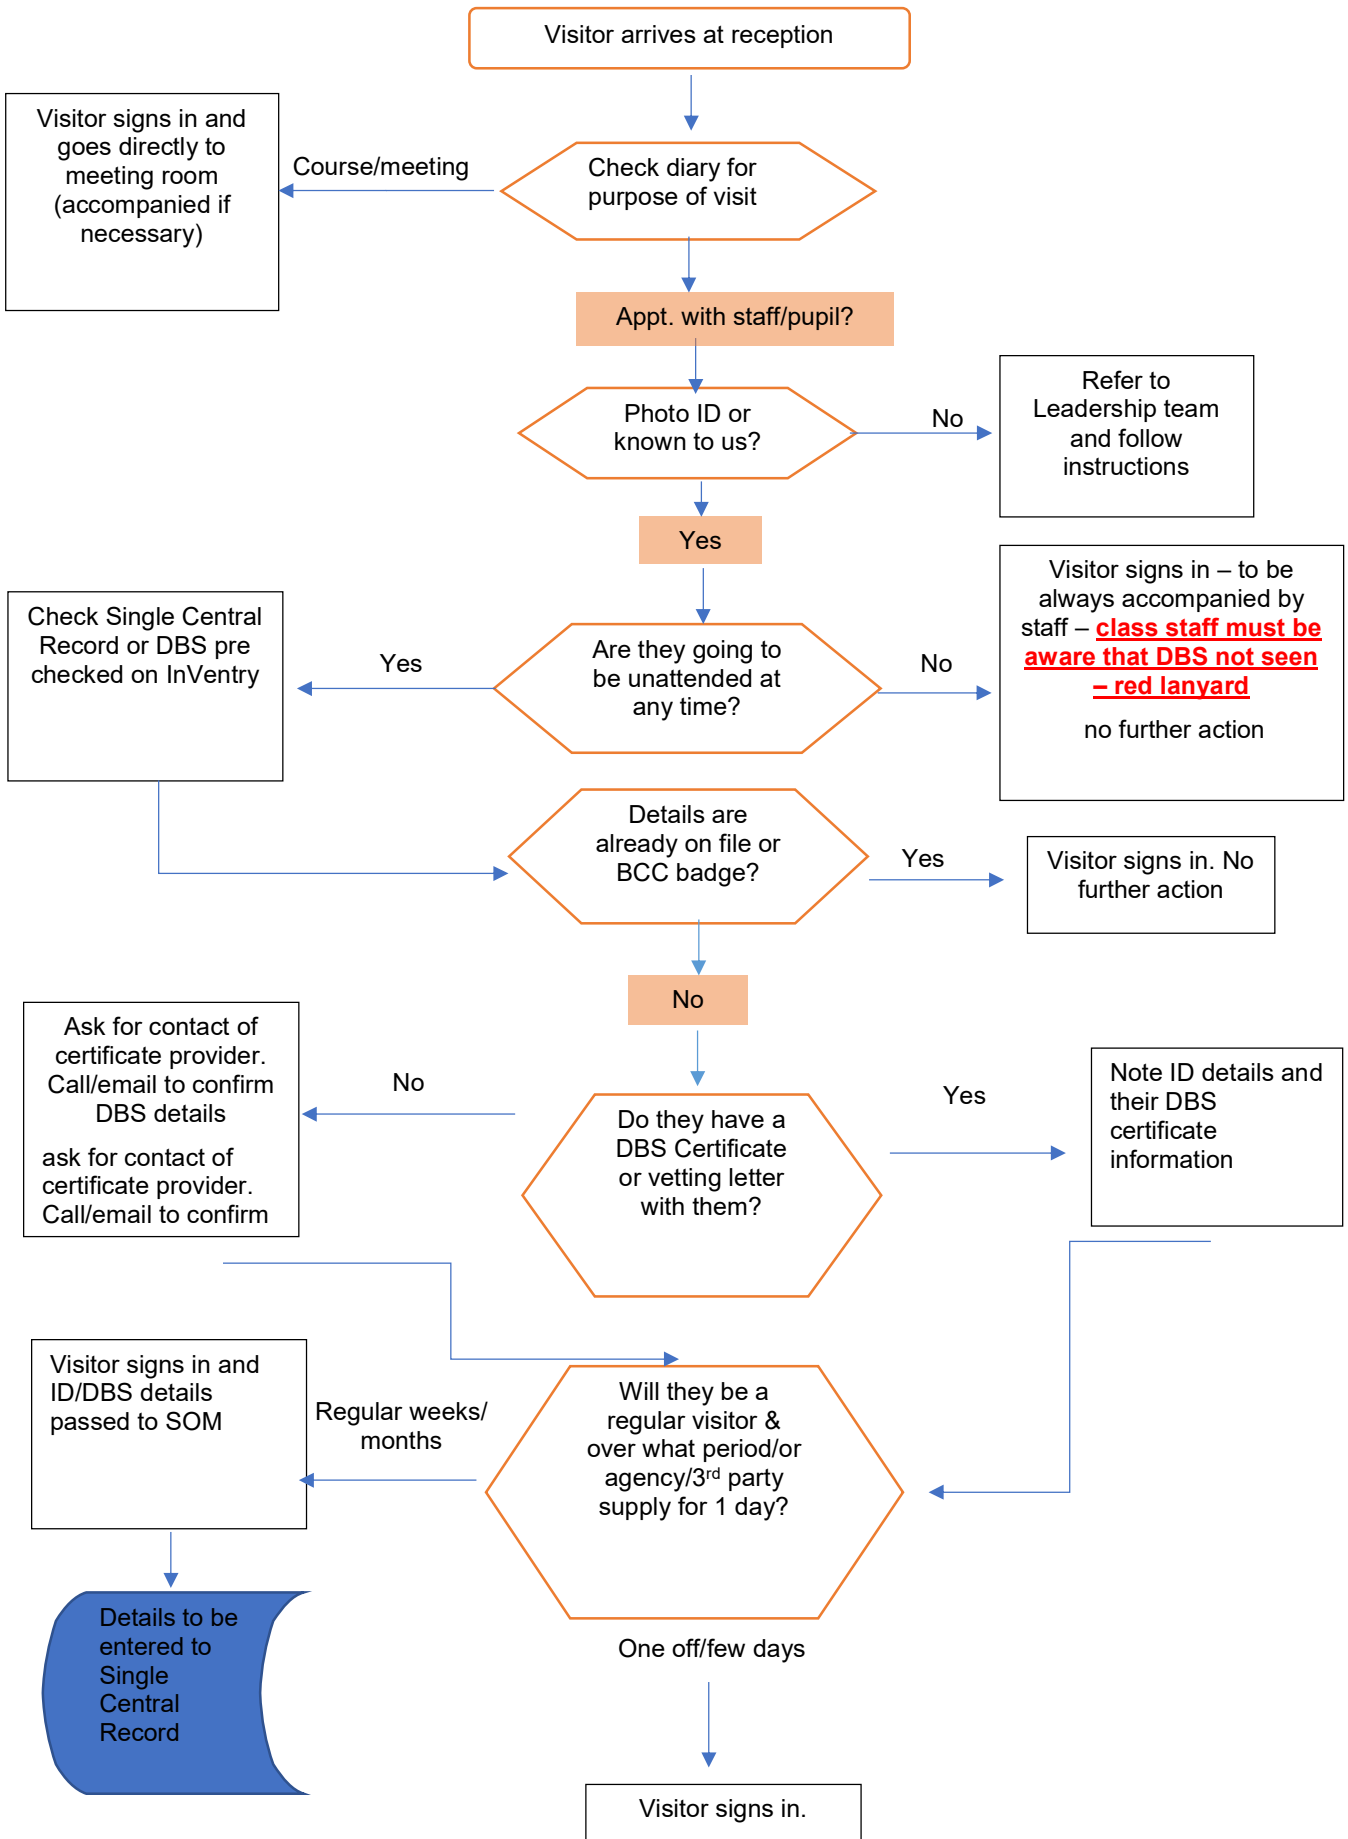 Visitor arrives at reception
Visitor signs in and
goes directly to
meeting room
(accompanied if
necessary)
Course/meeting
Check diary for
purpose of visit
Appt. with staff/pupil?
Photo ID or
known to us?
No
Refer to
Leadership team
and follow
instructions
Yes
Check Single Central
Record or DBS pre
checked on InVentry
Yes
Are they going to
be unattended at
any time?
No
Visitor signs in – to be
always accompanied by
staff – class staff must be
aware that DBS not seen
– red lanyard
no further action
Details are
already on file or
BCC badge?
Yes
Visitor signs in. No
further action
No
Ask for contact of
certificate provider.
Call/email to confirm
DBS details
ask for contact of
certificate provider.
Call/email to confirm
No
Do they have a
DBS Certificate
or vetting letter
with them?
Yes
Note ID details and
their DBS
certificate
information
Visitor signs in and
ID/DBS details
passed to SOM
Regular weeks/
months
Will they be a
regular visitor &
over what period/or
agency/3rd party
supply for 1 day?
Details to be
entered to
Single
Central
Record
One off/few days
Visitor signs in.